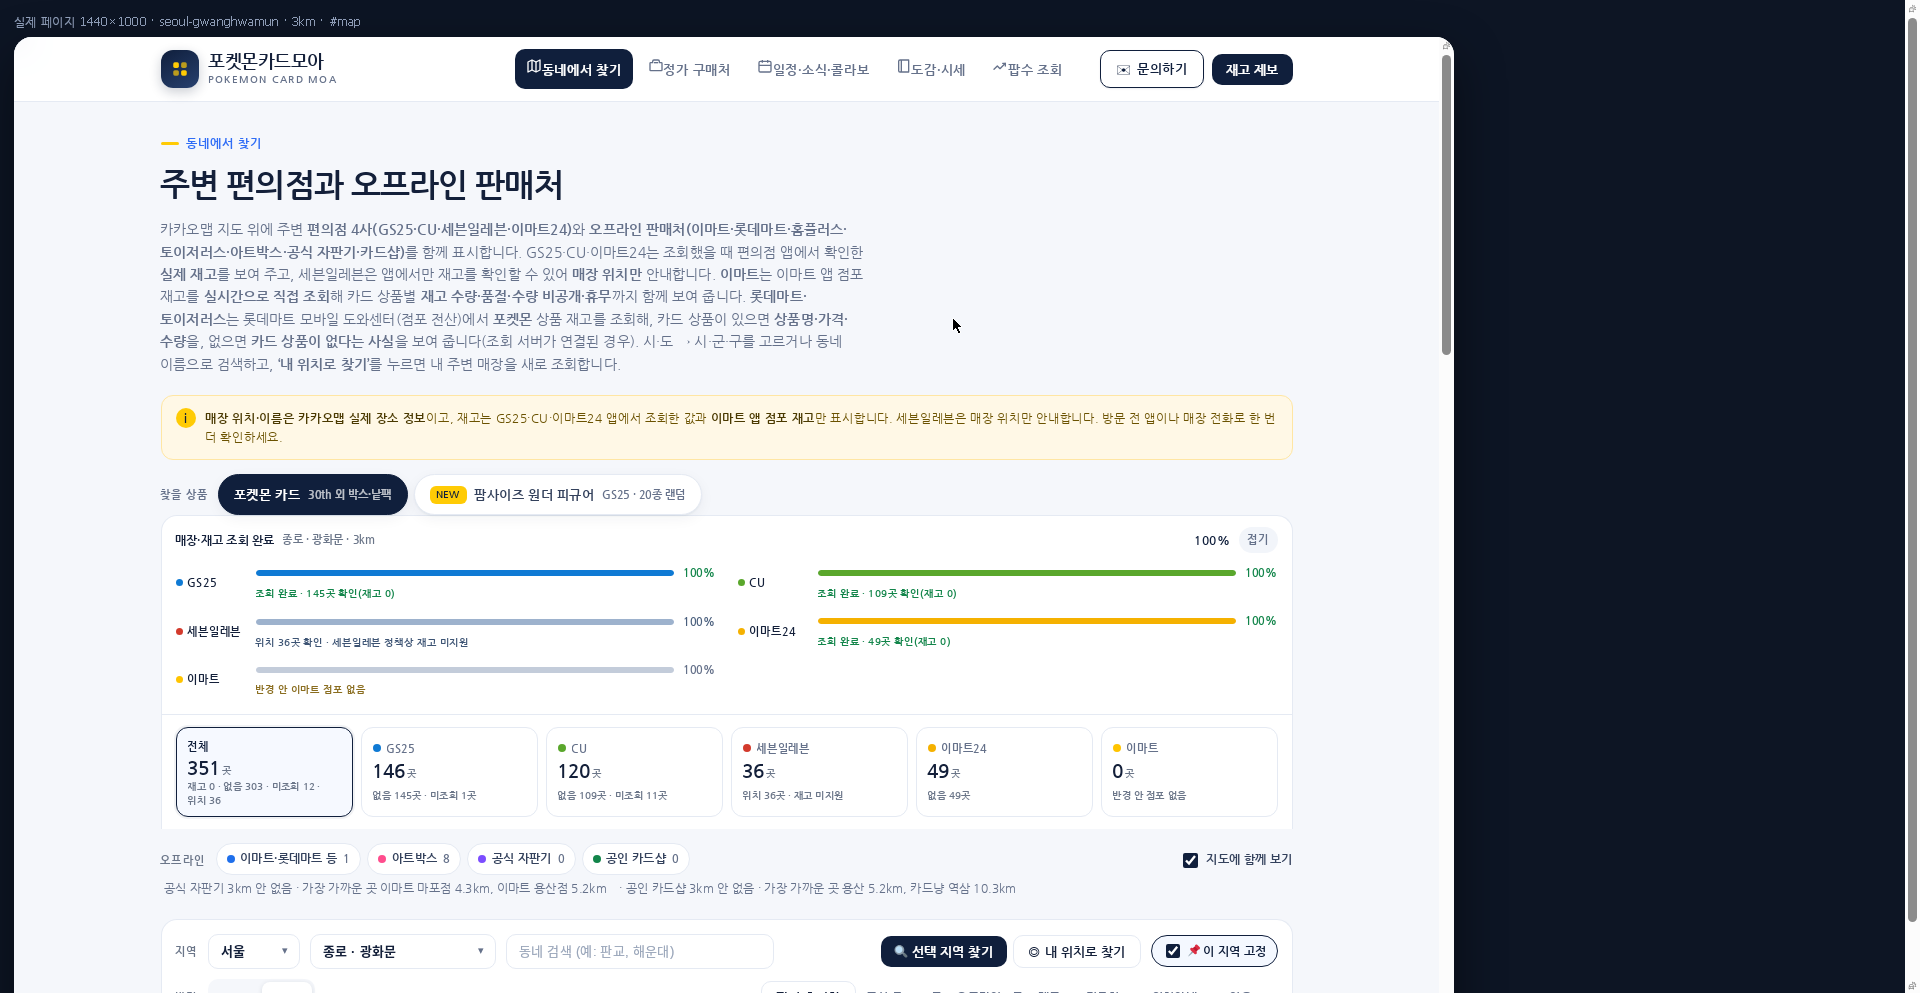 실제 페이지 1440×1000 · seoul-gwanghwamun · 3km · #map
포켓몬카드모아
POKEMON CARD MOA
동네에서 찾기
정가 구매처
일정·소식·콜라보
도감·시세
팝수 조회
문의하기
재고 제보
동네에서 찾기
주변 편의점과 오프라인 판매처
카카오맵 지도 위에 주변 편의점 4사(GS25·CU·세븐일레븐·이마트24)와 오프라인 판매처(이마트·롯데마트·홈플러스·
토이저러스·아트박스·공식 자판기·카드샵)를 함께 표시합니다. GS25·CU·이마트24는 조회했을 때 편의점 앱에서 확인한
실제 재고를 보여 주고, 세븐일레븐은 앱에서만 재고를 확인할 수 있어 매장 위치만 안내합니다. 이마트는 이마트 앱 점포
재고를 실시간으로 직접 조회해 카드 상품별 재고 수량·품절·수량 비공개·휴무까지 함께 보여 줍니다. 롯데마트·
토이저러스는 롯데마트 모바일 도와센터(점포 전산)에서 포켓몬 상품 재고를 조회해, 카드 상품이 있으면 상품명·가격·
수량을, 없으면 카드 상품이 없다는 사실을 보여 줍니다(조회 서버가 연결된 경우). 시·도 → 시·군·구를 고르거나 동네
이름으로 검색하고, ‘내 위치로 찾기’를 누르면 내 주변 매장을 새로 조회합니다.
매장 위치·이름은 카카오맵 실제 장소 정보이고, 재고는 GS25·CU·이마트24 앱에서 조회한 값과 이마트 앱 점포 재고만 표시합니다. 세븐일레븐은 매장 위치만 안내합니다. 방문 전 앱이나 매장 전화로 한 번
더 확인하세요.
찾을 상품
포켓몬 카드 30th 외 박스·낱팩
NEW 팜사이즈 원더 피규어 GS25 · 20종 랜덤
매장·재고 조회 완료 종로 · 광화문 · 3km
100%
접기
GS25
100%
조회 완료 · 145곳 확인(재고 0)
CU
100%
조회 완료 · 109곳 확인(재고 0)
세븐일레븐
100%
위치 36곳 확인 · 세븐일레븐 정책상 재고 미지원
이마트24
100%
조회 완료 · 49곳 확인(재고 0)
이마트
100%
반경 안 이마트 점포 없음
전체
351곳
재고 0 · 없음 303 · 미조회 12 ·
위치 36
GS25
146곳
없음 145곳 · 미조회 1곳
CU
120곳
없음 109곳 · 미조회 11곳
세븐일레븐
36곳
위치 36곳 · 재고 미지원
이마트24
49곳
없음 49곳
이마트
0곳
반경 안 점포 없음
오프라인
이마트·롯데마트 등 1
아트박스 8
공식 자판기 0
공인 카드샵 0
지도에 함께 보기
공식 자판기 3km 안 없음 · 가장 가까운 곳 이마트 마포점 4.3km, 이마트 용산점 5.2km · 공인 카드샵 3km 안 없음 · 가장 가까운 곳 용산 5.2km, 카드냥 역삼 10.3km
지역
서울
종로 · 광화문
동네 검색 (예: 판교, 해운대)
선택 지역 찾기
내 위치로 찾기
이 지역 고정